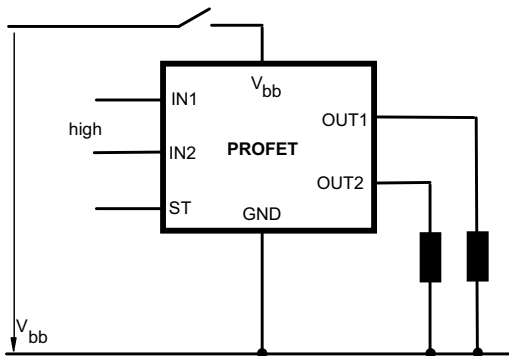 Vbb
IN1
high
OUT1
IN2
PROFET
OUT2
ST
GND
Vbb